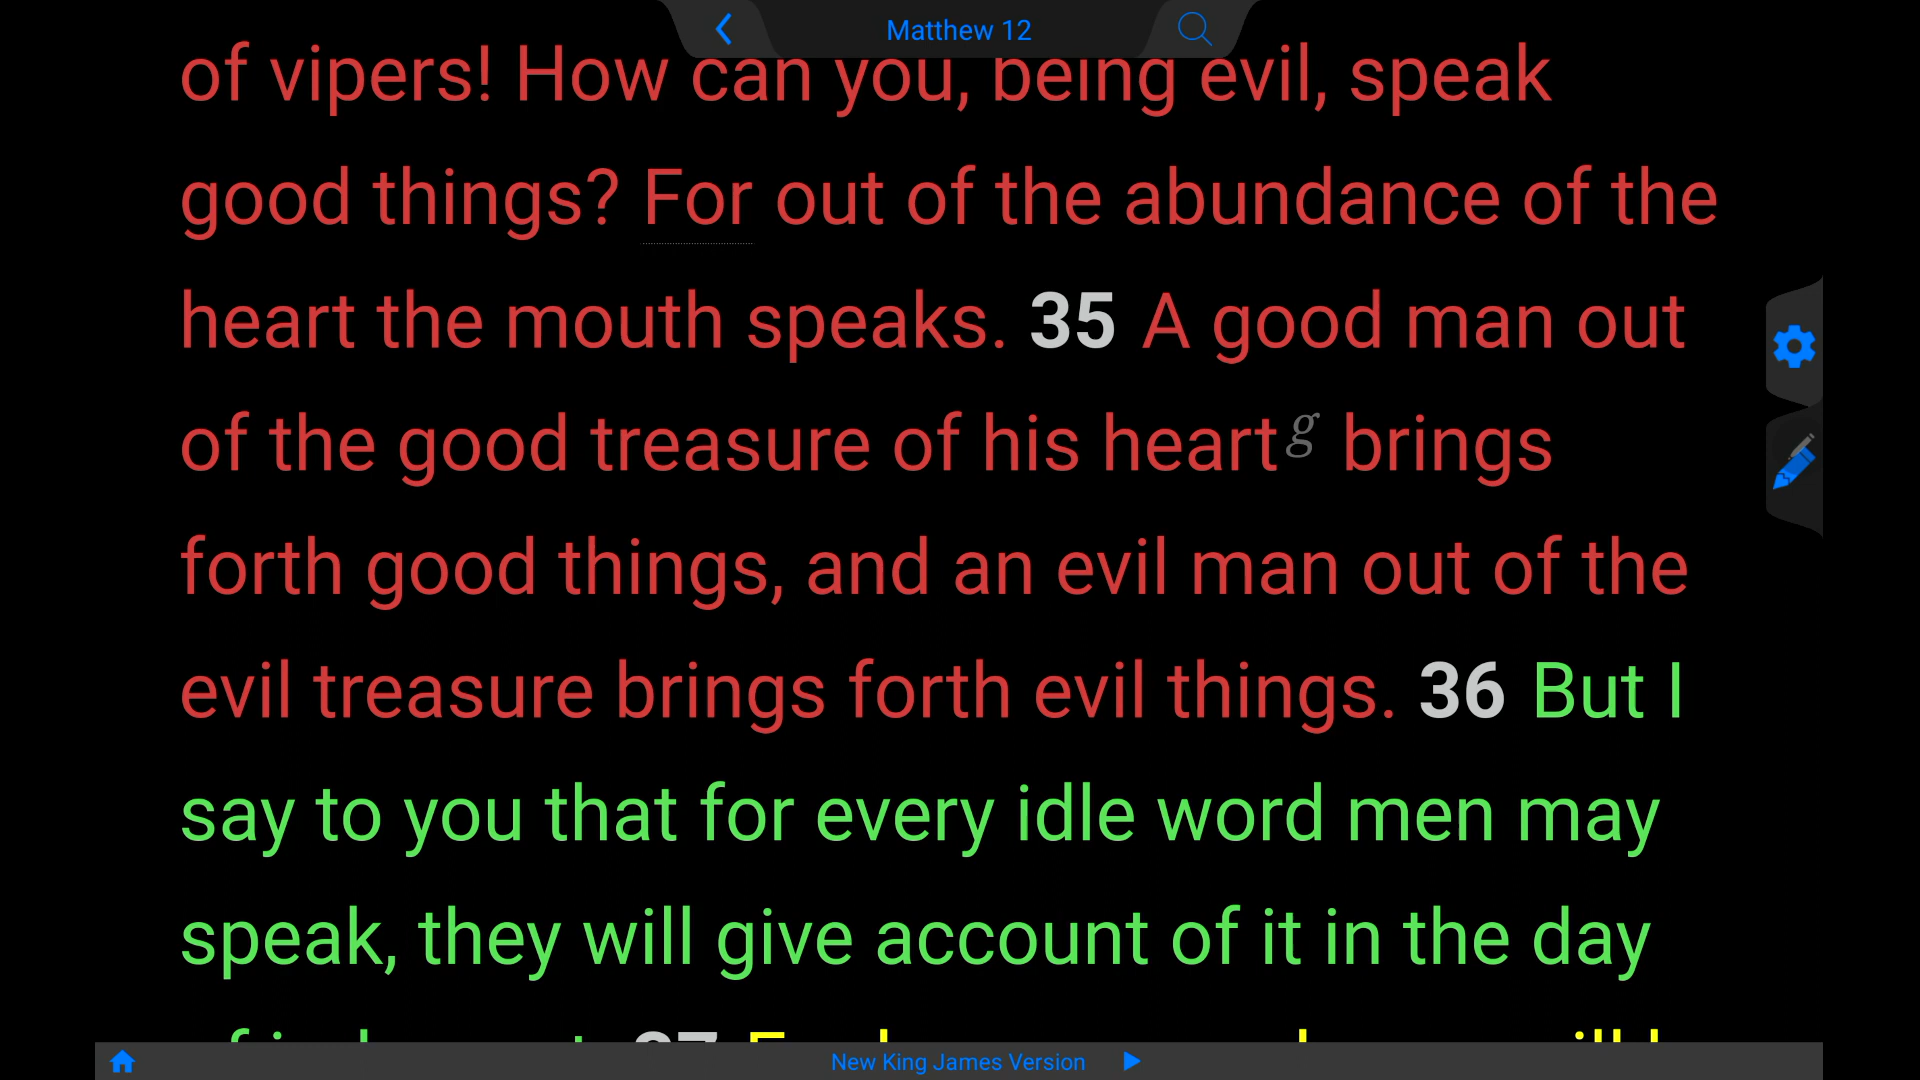 Matthew 12
of vipers! How can you, being evil, speak
good things? For out of the abundance of the
heart the mouth speaks. 35 A good man out
of the good treasure of his heart g brings
forth good things, and an evil man out of the
evil treasure brings forth evil things. 36 But I
say to you that for every idle word men may
speak, they will give account of it in the day
New King James Version